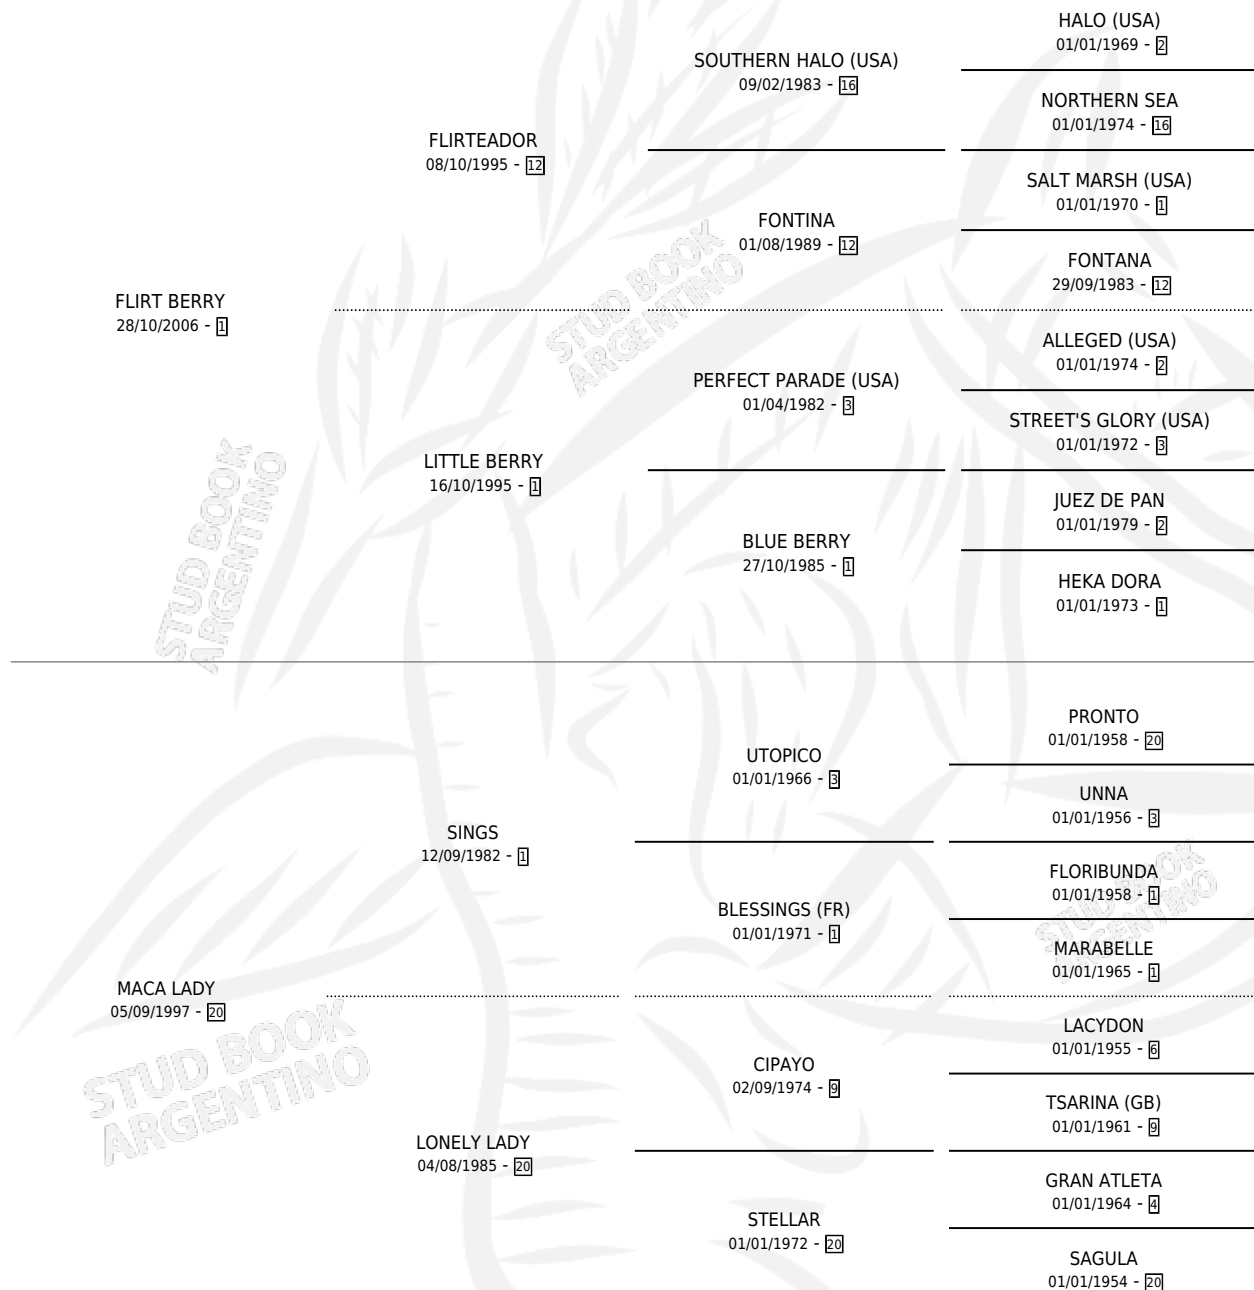 HALO (USA)
01/01/1969 - 2
SOUTHERN HALO (USA)
09/02/1983 - 16
NORTHERN SEA
01/01/1974 - 16
FLIRTEADOR
08/10/1995 - 12
SALT MARSH (USA)
01/01/1970 - 1
FONTINA
01/08/1989 - 12
FONTANA
29/09/1983 - 12
FLIRT BERRY
28/10/2006 - 1
ALLEGED (USA)
01/01/1974 - 2
PERFECT PARADE (USA)
01/04/1982 - 3
STREET'S GLORY (USA)
01/01/1972 - 3
LITTLE BERRY
16/10/1995 - 1
JUEZ DE PAN
01/01/1979 - 2
BLUE BERRY
27/10/1985 - 1
HEKA DORA
01/01/1973 - 1
PRONTO
01/01/1958 - 20
UTOPICO
01/01/1966 - 3
UNNA
01/01/1956 - 3
SINGS
12/09/1982 - 1
FLORIBUNDA
01/01/1958 - 1
BLESSINGS (FR)
01/01/1971 - 1
MARABELLE
01/01/1965 - 1
MACA LADY
05/09/1997 - 20
LACYDON
01/01/1955 - 6
CIPAYO
02/09/1974 - 9
TSARINA (GB)
01/01/1961 - 9
LONELY LADY
04/08/1985 - 20
GRAN ATLETA
01/01/1964 - 4
STELLAR
01/01/1972 - 20
SAGULA
01/01/1954 - 20
STUD BOOK
ARGENTINO
STUD BOOK
ARGENTINO
STUD BOOK
ARGENTINO
STUD BOOK
ARGENTINO